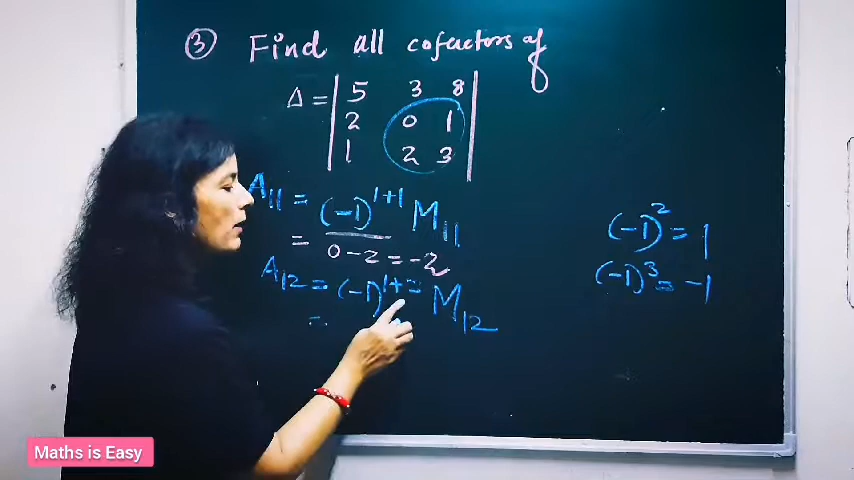 ③ Find all cofactors of
Δ = | 5 3 8 |
| 2 0 1 |
| 1 2 3 |
A₁₁ = (-1)¹⁺¹ M₁₁
= 0-2 = -2
A₁₂ = (-1)¹⁺⁼ M₁₂
=
(-1)² = 1
(-1)³ = -1
Maths is Easy